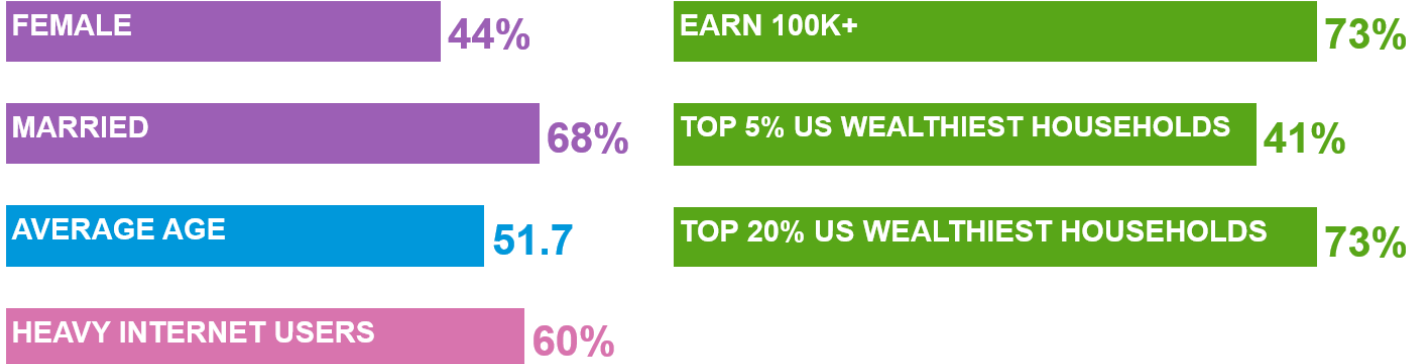 FEMALE 44%
MARRIED 68%
AVERAGE AGE 51.7
HEAVY INTERNET USERS 60%
EARN 100K+ 73%
TOP 5% US WEALTHIEST HOUSEHOLDS 41%
TOP 20% US WEALTHIEST HOUSEHOLDS 73%